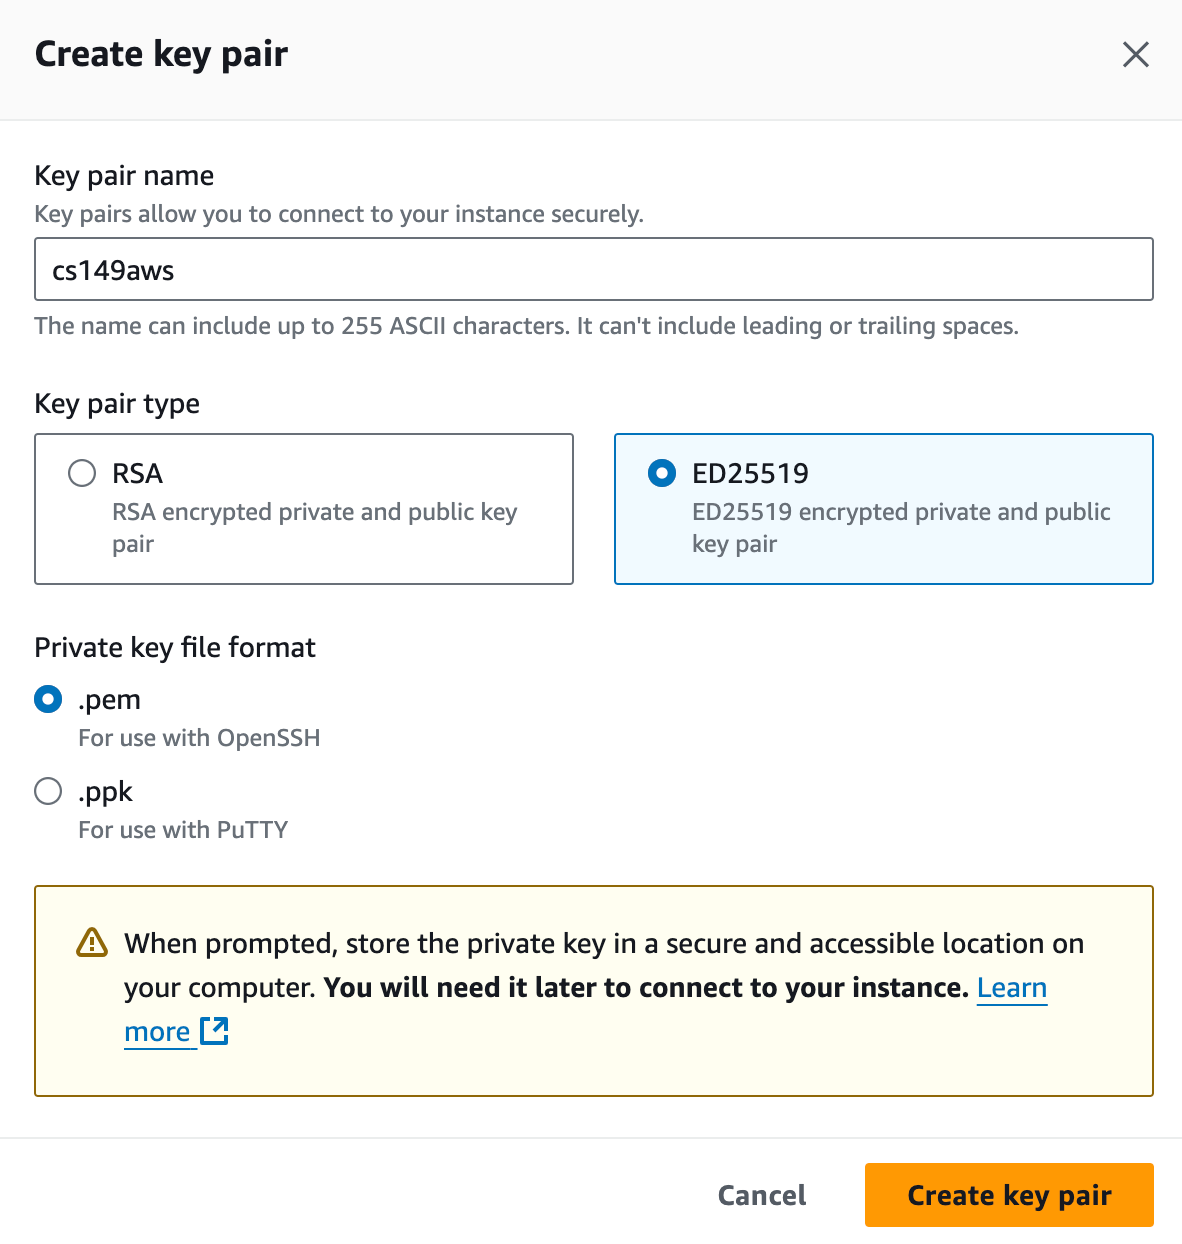 Create key pair
Key pair name
Key pairs allow you to connect to your instance securely.
cs149aws
The name can include up to 255 ASCII characters. It can't include leading or trailing spaces.
Key pair type
RSA
RSA encrypted private and public key
pair
ED25519
ED25519 encrypted private and public
key pair
Private key file format
.pem
For use with OpenSSH
.ppk
For use with PuTTY
When prompted, store the private key in a secure and accessible location on
your computer. You will need it later to connect to your instance. Learn
more
Cancel
Create key pair